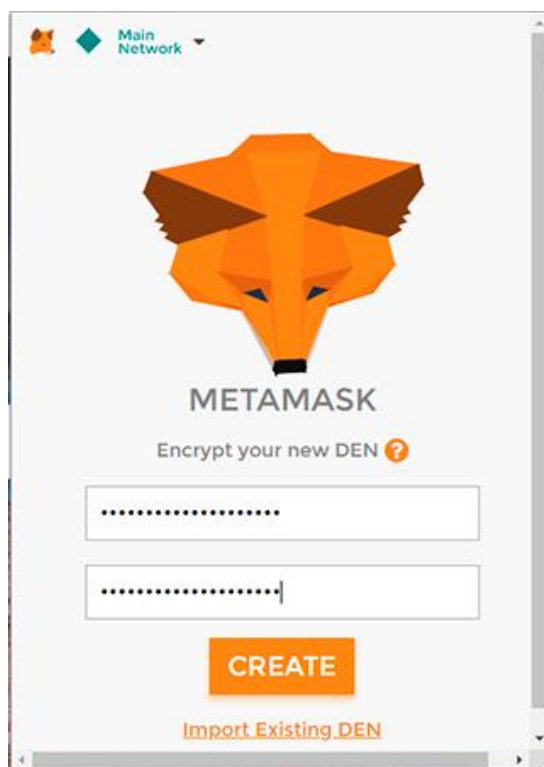 Main
Network
METAMASK
Encrypt your new DEN ?
••••••••••••••••••••
••••••••••••••••••••
CREATE
Import Existing DEN